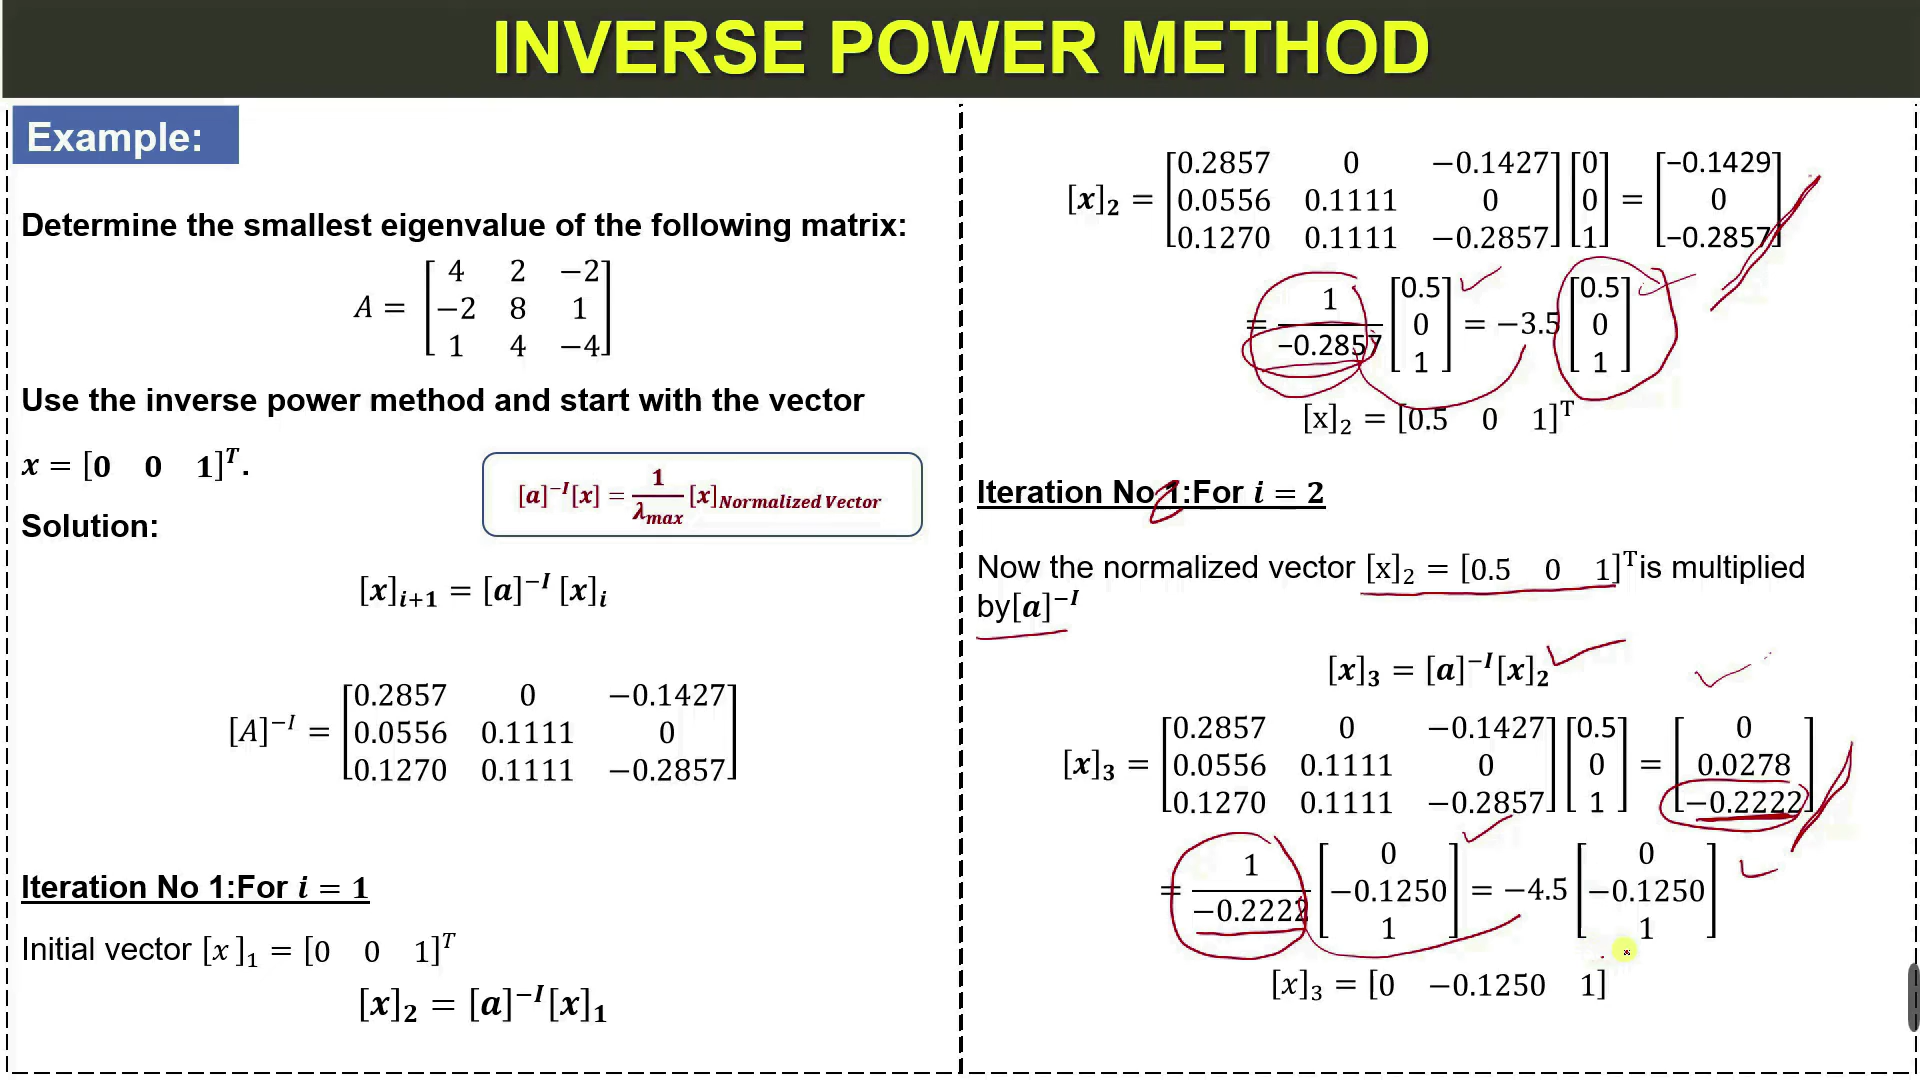 INVERSE POWER METHOD
Example:
Determine the smallest eigenvalue of the following matrix:
A = [4 2 −2
−2 8 1
1 4 −4]
Use the inverse power method and start with the vector
x = [0 0 1]ᵀ.
[a]⁻ᴵ[x] = 1/λmax [x]Normalized Vector
Solution:
[x]ᵢ₊₁ = [a]⁻ᴵ [x]ᵢ
[A]⁻ᴵ = [0.2857 0 −0.1427
0.0556 0.1111 0
0.1270 0.1111 −0.2857]
Iteration No 1:For i = 1
Initial vector [x ]₁ = [0 0 1]ᵀ
[x]₂ = [a]⁻ᴵ[x]₁
[x]₂ = [0.2857 0 −0.1427] [0] = [−0.1429]
0.0556 0.1111 0 0 0
0.1270 0.1111 −0.2857 1 −0.2857
= 1/−0.2857 [0.5 0 1] = −3.5 [0.5 0 1]
[x]₂ = [0.5 0 1]ᵀ
Iteration No 1:For i = 2
Now the normalized vector [x]₂ = [0.5 0 1]ᵀis multiplied
by[a]⁻ᴵ
[x]₃ = [a]⁻ᴵ[x]₂
[x]₃ = [0.2857 0 −0.1427] [0.5] = [0]
0.0556 0.1111 0 0 0.0278
0.1270 0.1111 −0.2857 1 −0.2222
= 1/−0.2222 [0 −0.1250 1] = −4.5 [0 −0.1250 1]
[x]₃ = [0 −0.1250 1]